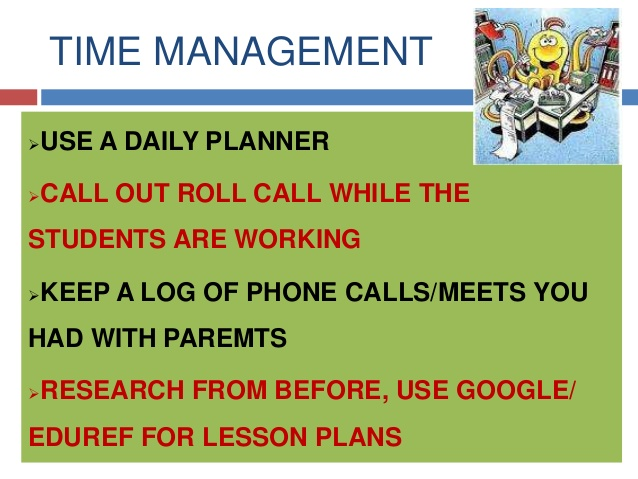 TIME MANAGEMENT
➢USE A DAILY PLANNER
➢CALL OUT ROLL CALL WHILE THE
STUDENTS ARE WORKING
➢KEEP A LOG OF PHONE CALLS/MEETS YOU
HAD WITH PAREMTS
➢RESEARCH FROM BEFORE, USE GOOGLE/
EDUREF FOR LESSON PLANS